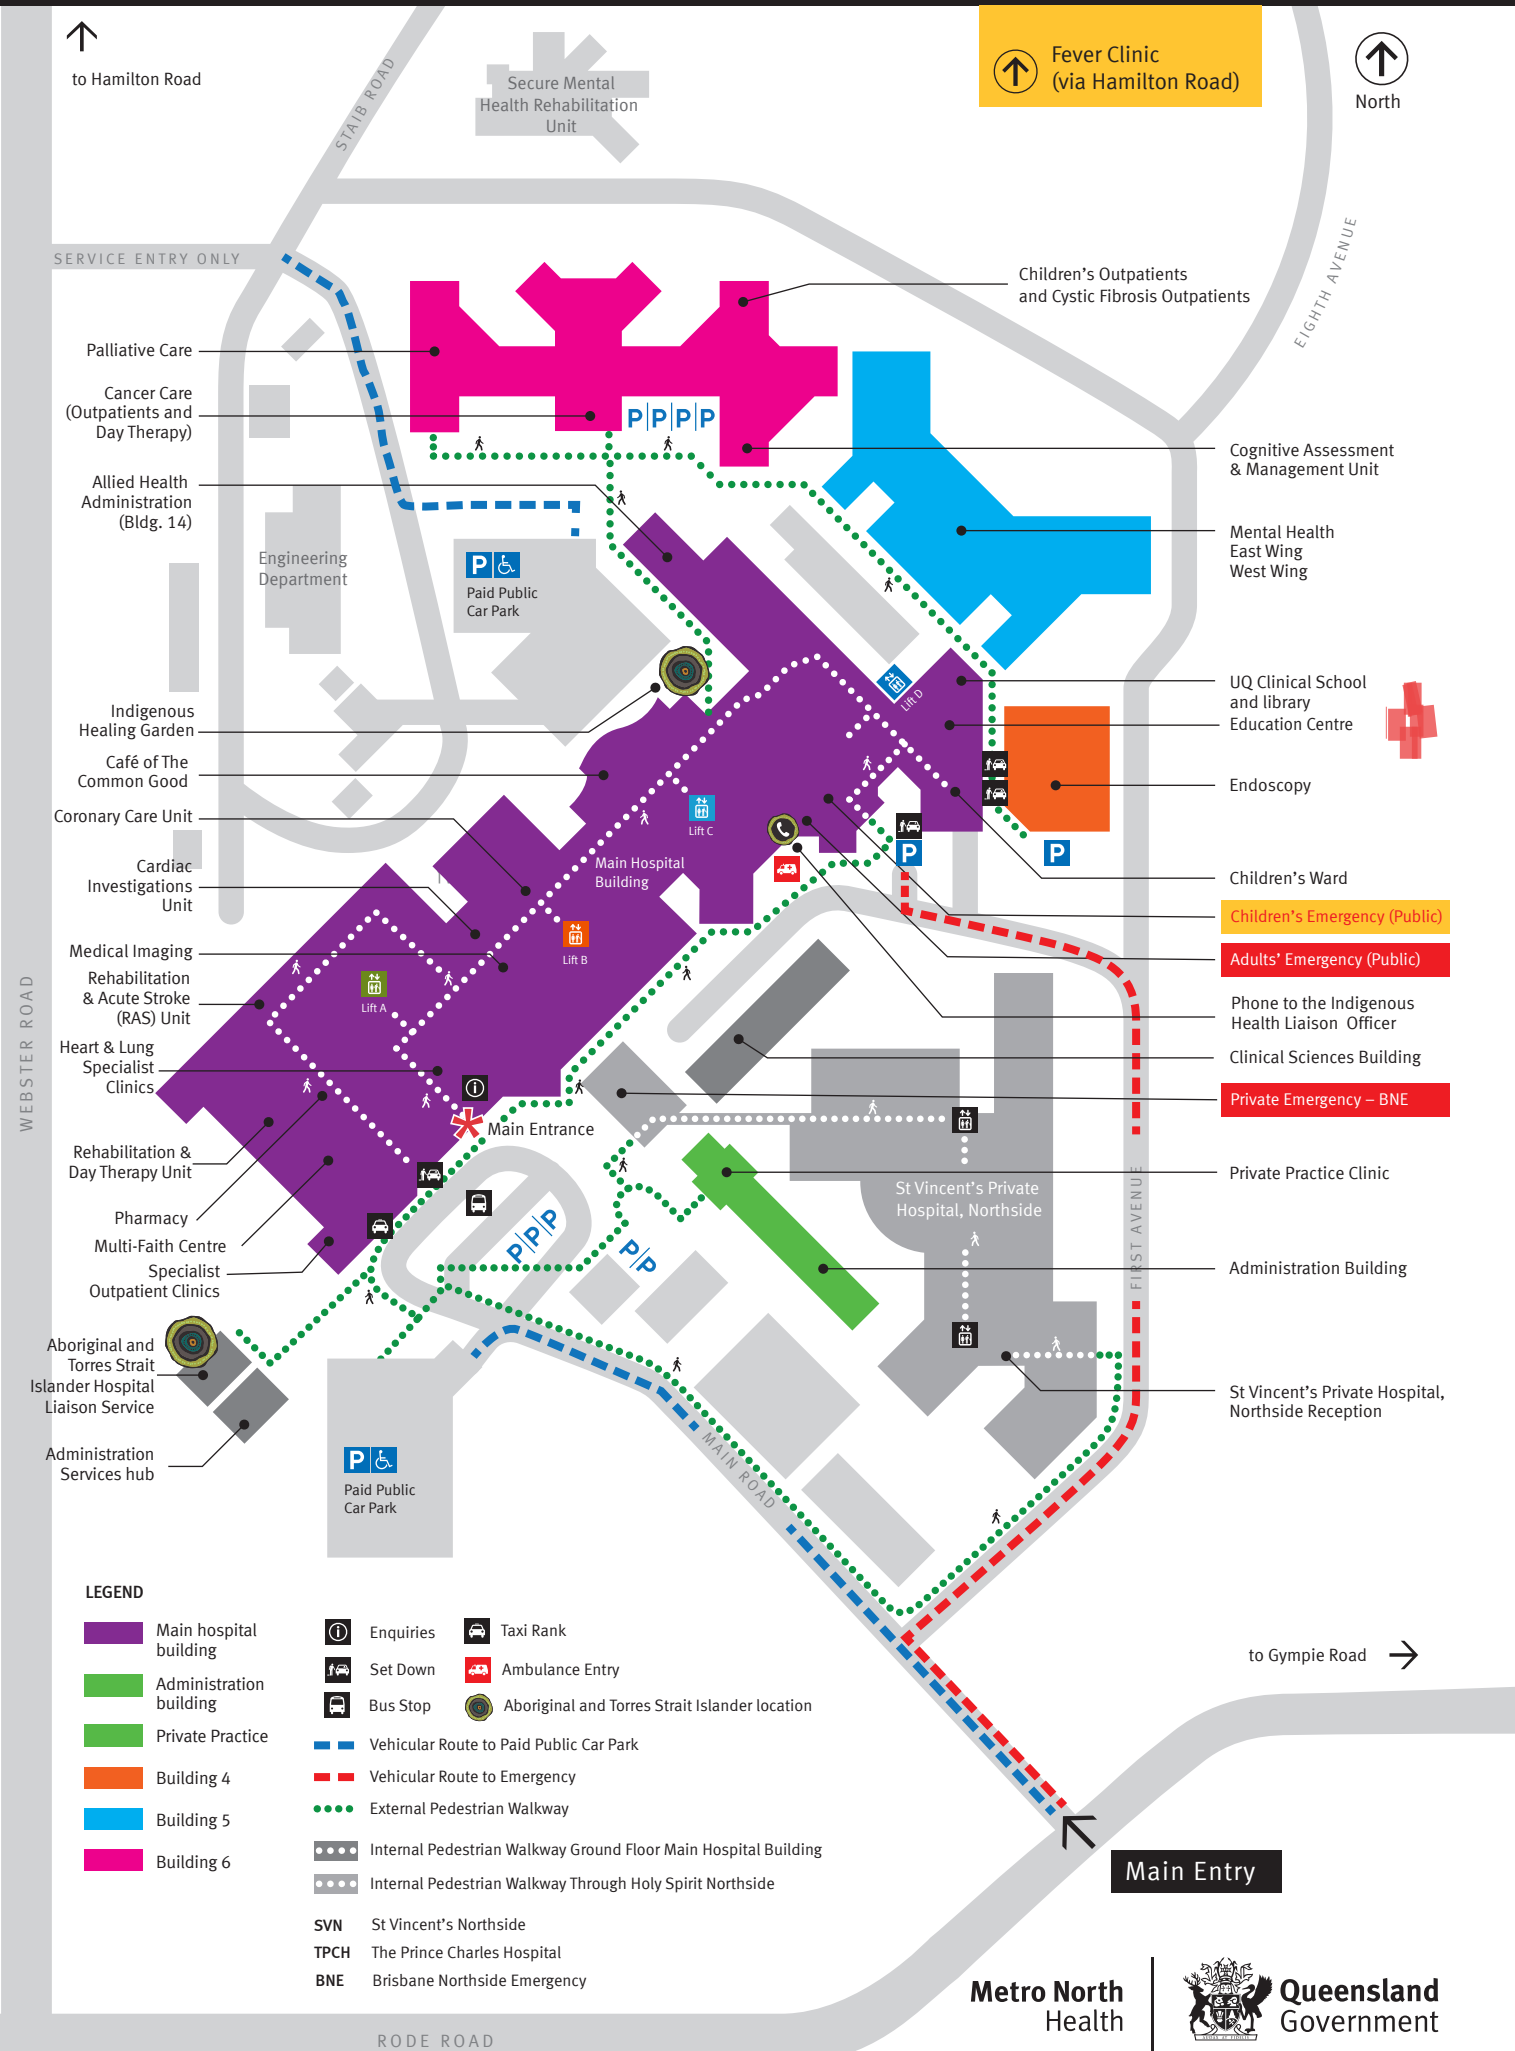 to Hamilton Road
STAIB ROAD
Secure Mental
Health Rehabilitation
Unit
Fever Clinic
(via Hamilton Road)
North
SERVICE ENTRY ONLY
EIGHTH AVENUE
Children's Outpatients
and Cystic Fibrosis Outpatients
Palliative Care
Cancer Care
(Outpatients and
Day Therapy)
P P P P
Cognitive Assessment
& Management Unit
Allied Health
Administration
(Bldg. 14)
Mental Health
East Wing
West Wing
Engineering
Department
P
Paid Public
Car Park
Lift D
UQ Clinical School
and library
Education Centre
Indigenous
Healing Garden
Café of The
Common Good
Endoscopy
Coronary Care Unit
Lift C
Main Hospital
Building
P
P
Cardiac
Investigations
Unit
Children's Ward
Children's Emergency (Public)
Medical Imaging
Lift B
Adults' Emergency (Public)
Rehabilitation
& Acute Stroke
(RAS) Unit
Lift A
Phone to the Indigenous
Health Liaison Officer
WEBSTER ROAD
Heart & Lung
Specialist
Clinics
Clinical Sciences Building
Private Emergency – BNE
Main Entrance
Rehabilitation &
Day Therapy Unit
Private Practice Clinic
St Vincent's Private
Hospital, Northside
FIRST AVENUE
Pharmacy
Multi-Faith Centre
P P P
P P
Specialist
Outpatient Clinics
Administration Building
Aboriginal and
Torres Strait
Islander Hospital
Liaison Service
St Vincent's Private Hospital,
Northside Reception
Administration
Services hub
MAIN ROAD
P
Paid Public
Car Park
LEGEND
Main hospital
building
Administration
building
Private Practice
Building 4
Building 5
Building 6
Enquiries
Taxi Rank
Set Down
Ambulance Entry
Bus Stop
Aboriginal and Torres Strait Islander location
Vehicular Route to Paid Public Car Park
Vehicular Route to Emergency
External Pedestrian Walkway
Internal Pedestrian Walkway Ground Floor Main Hospital Building
Internal Pedestrian Walkway Through Holy Spirit Northside
SVN St Vincent's Northside
TPCH The Prince Charles Hospital
BNE Brisbane Northside Emergency
to Gympie Road
Main Entry
RODE ROAD
Metro North
Health
Queensland
Government